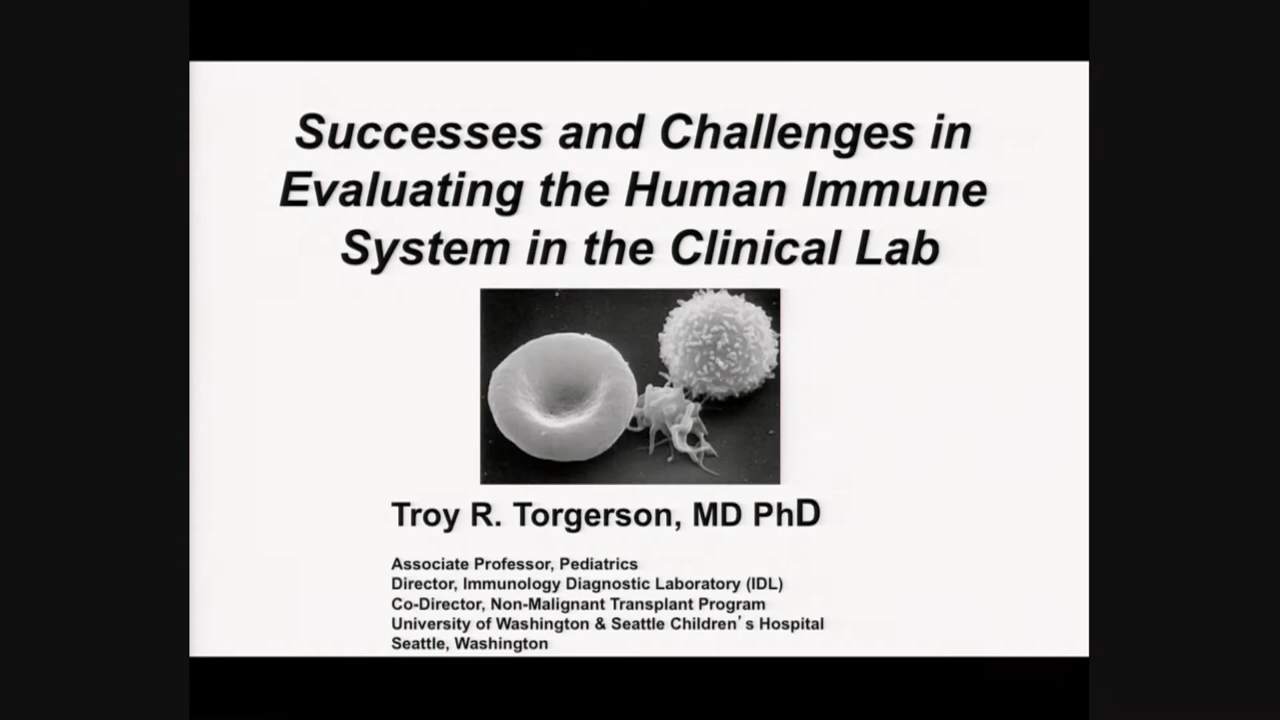 Successes and Challenges in
Evaluating the Human Immune
System in the Clinical Lab
Troy R. Torgerson, MD PhD
Associate Professor, Pediatrics
Director, Immunology Diagnostic Laboratory (IDL)
Co-Director, Non-Malignant Transplant Program
University of Washington & Seattle Children's Hospital
Seattle, Washington